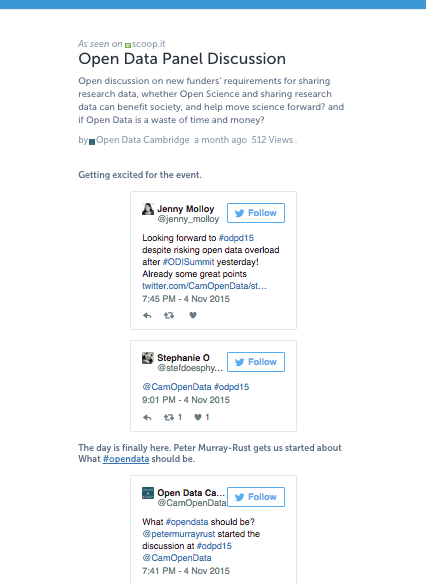 As seen on scoop.it
Open Data Panel Discussion
Open discussion on new funders' requirements for sharing
research data, whether Open Science and sharing research
data can benefit society, and help move science forward? and
if Open Data is a waste of time and money?
by Open Data Cambridge a month ago 512 Views .
Getting excited for the event.
Jenny Molloy
@jenny_molloy
Follow
Looking forward to #odpd15
despite risking open data overload
after #ODISummit yesterday!
Already some great points
twitter.com/CamOpenData/st…
7:45 PM - 4 Nov 2015
Stephanie O
@stefdoesphy…
Follow
@CamOpenData #odpd15
9:01 PM - 4 Nov 2015
1 1
The day is finally here. Peter Murray-Rust gets us started about
What #opendata should be.
Open Data Ca…
@CamOpenData
Follow
What #opendata should be?
@petermurrayrust started the
discussion at #odpd15
@CamOpenData
7:41 PM - 4 Nov 2015